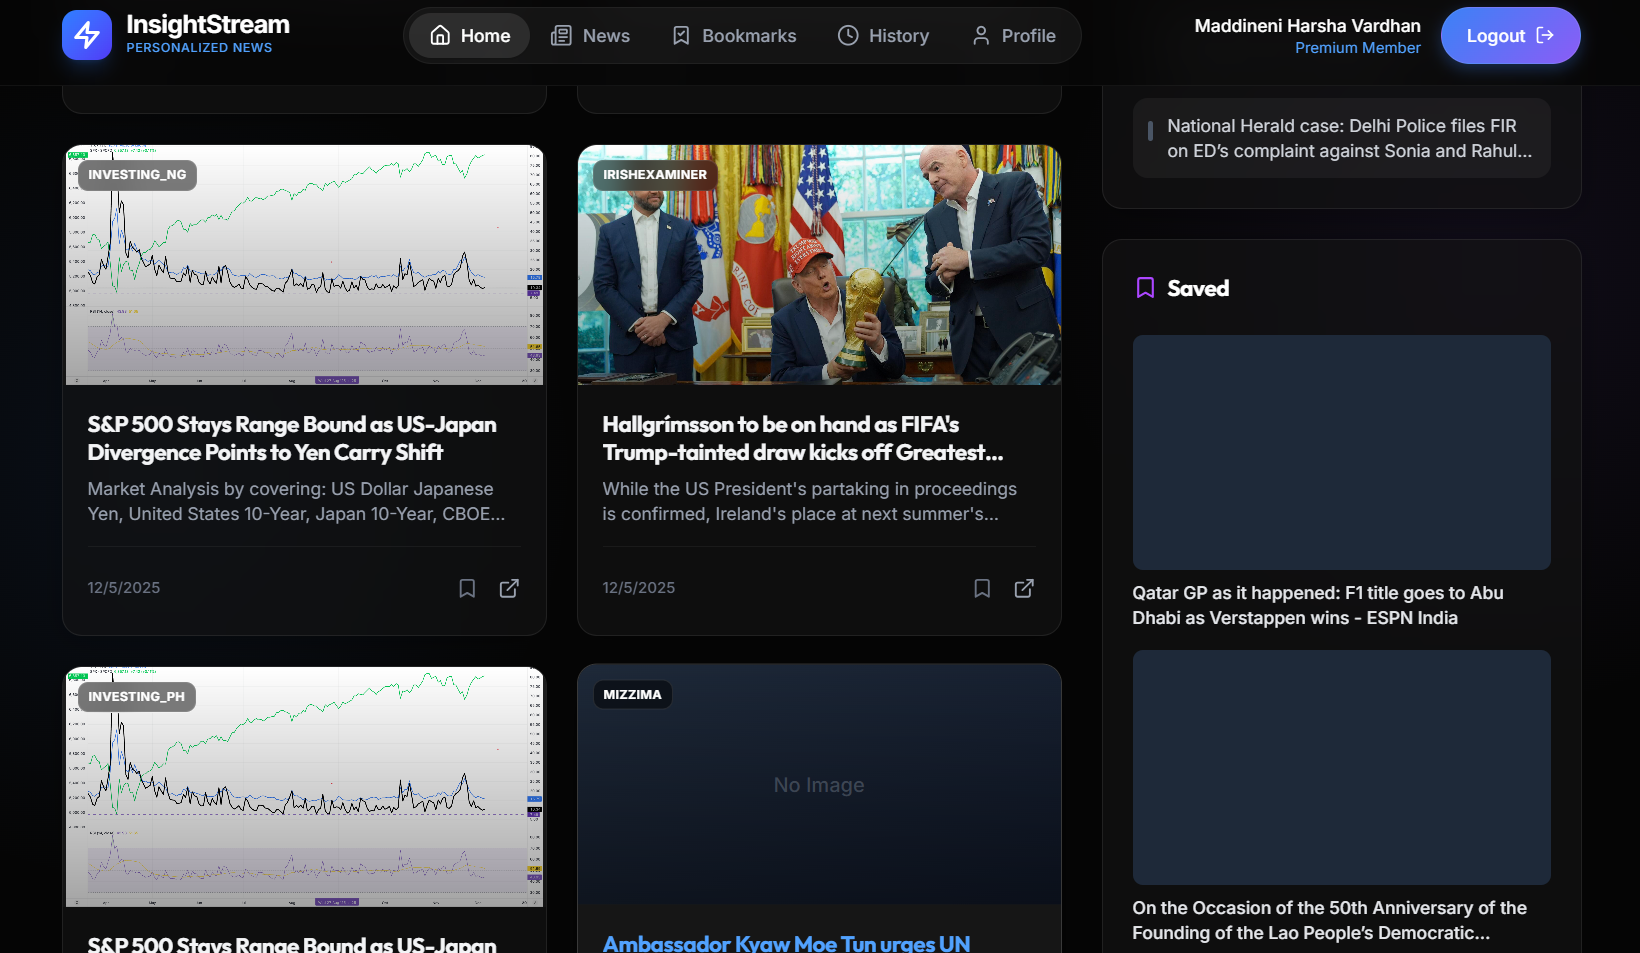 InsightStream
PERSONALIZED NEWS
Home
News
Bookmarks
History
Profile
Maddineni Harsha Vardhan
Premium Member
Logout
INVESTING_NG
S&P 500 Stays Range Bound as US-Japan
Divergence Points to Yen Carry Shift
Market Analysis by covering: US Dollar Japanese
Yen, United States 10-Year, Japan 10-Year, CBOE...
12/5/2025
IRISHEXAMINER
Hallgrímsson to be on hand as FIFA's
Trump-tainted draw kicks off Greatest...
While the US President's partaking in proceedings
is confirmed, Ireland's place at next summer's...
12/5/2025
INVESTING_PH
S&P 500 Stays Range Bound as US-Japan
MIZZIMA
No Image
Ambassador Kyaw Moe Tun urges UN
National Herald case: Delhi Police files FIR
on ED’s complaint against Sonia and Rahul...
Saved
Qatar GP as it happened: F1 title goes to Abu
Dhabi as Verstappen wins - ESPN India
On the Occasion of the 50th Anniversary of the
Founding of the Lao People’s Democratic...